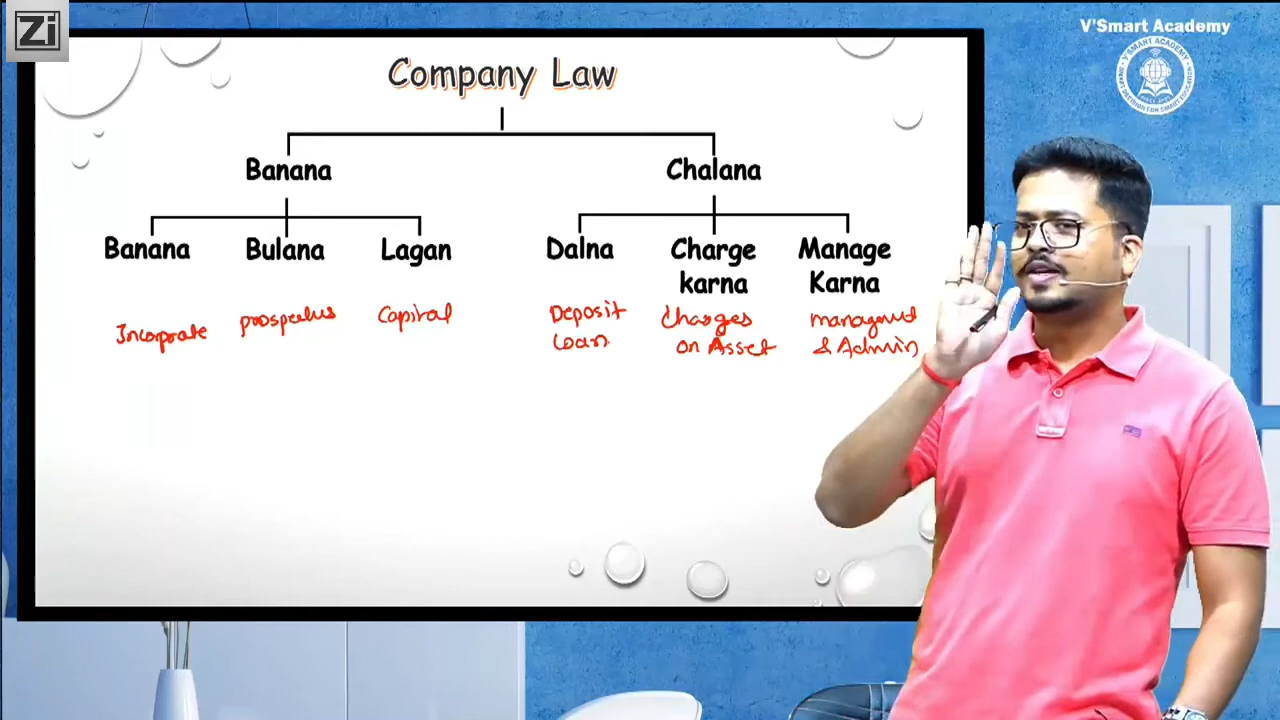 Zi
V'Smart Academy
Company Law
Banana
Chalana
Banana
Bulana
Lagan
Dalna
Charge
karna
Manage
Karna
Incorporate
prospectus
Capital
Deposit
Loan
Charges
on Asset
& Admin